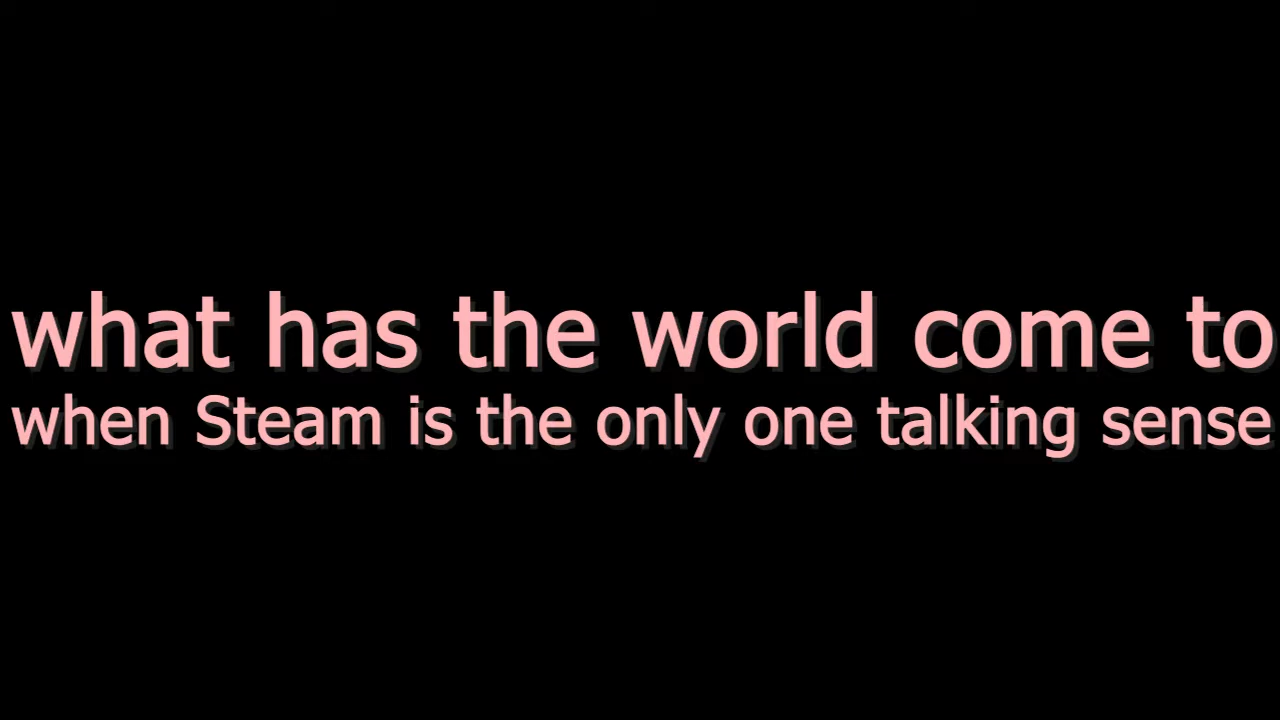 what has the world come to
when Steam is the only one talking sense